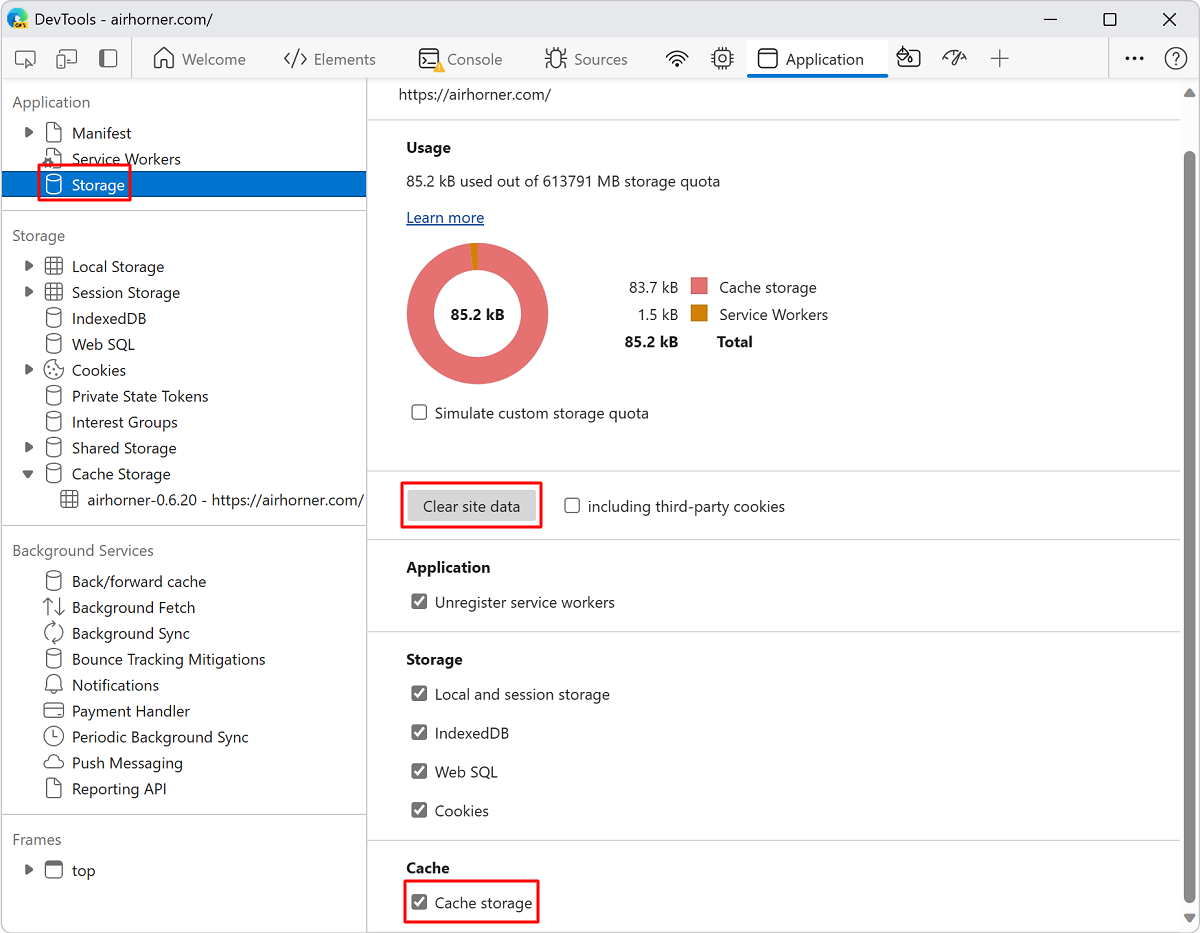 DevTools - airhorner.com/
Welcome
Elements
Console
Sources
Application
Application
Manifest
Service Workers
Storage
Storage
Local Storage
Session Storage
IndexedDB
Web SQL
Cookies
Private State Tokens
Interest Groups
Shared Storage
Cache Storage
airhorner-0.6.20 - https://airhorner.com/
Background Services
Back/forward cache
Background Fetch
Background Sync
Bounce Tracking Mitigations
Notifications
Payment Handler
Periodic Background Sync
Push Messaging
Reporting API
Frames
top
https://airhorner.com/
Usage
85.2 kB used out of 613791 MB storage quota
Learn more
85.2 kB
83.7 kB Cache storage
1.5 kB Service Workers
85.2 kB Total
Simulate custom storage quota
Clear site data including third-party cookies
Application
Unregister service workers
Storage
Local and session storage
IndexedDB
Web SQL
Cookies
Cache
Cache storage